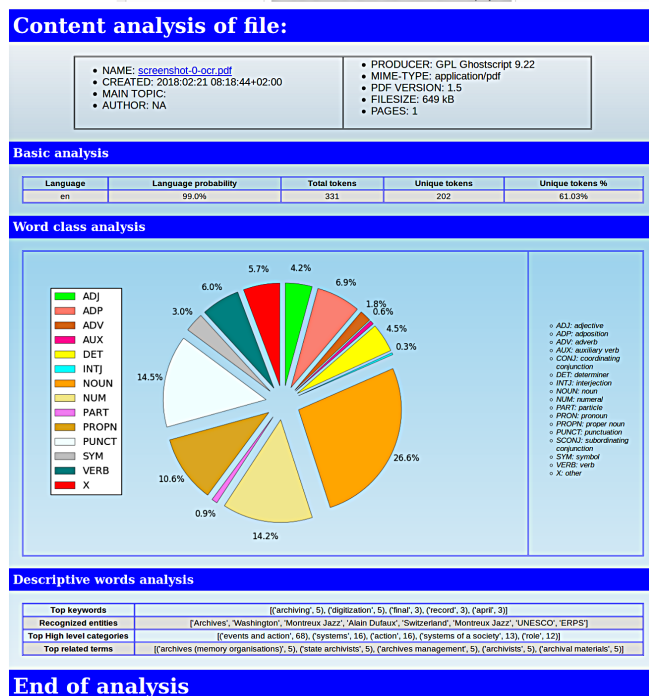 Content analysis of file:
NAME: screenshot-0-ocr.pdf
CREATED: 2018:02:21 08:18:44+02:00
MAIN TOPIC:
AUTHOR: NA
PRODUCER: GPL Ghostscript 9.22
MIME-TYPE: application/pdf
PDF VERSION: 1.5
FILESIZE: 649 kB
PAGES: 1
Basic analysis
Language Language probability Total tokens Unique tokens Unique tokens %
en 99.0% 331 202 61.03%
Word class analysis
ADJ
ADP
ADV
AUX
DET
INTJ
NOUN
NUM
PART
PROPN
PUNCT
SYM
VERB
X
4.2%
6.9%
1.8%
0.6%
4.5%
0.3%
26.6%
14.2%
0.9%
10.6%
14.5%
3.0%
6.0%
5.7%
ADJ: adjective
ADP: adposition
ADV: adverb
AUX: auxiliary verb
CONJ: coordinating
conjunction
DET: determiner
INTJ: interjection
NOUN: noun
NUM: numeral
PART: particle
PRON: pronoun
PROPN: proper noun
PUNCT: punctuation
SCONJ: subordinating
conjunction
SYM: symbol
VERB: verb
X: other
Descriptive words analysis
Top keywords [('archiving', 5), ('digitization', 5), ('final', 3), ('record', 3), ('april', 3)]
Recognized entities ['Archives', 'Washington', 'Montreux Jazz', 'Alain Dufaux', 'Switzerland', 'Montreux Jazz', 'UNESCO', 'ERPS']
Top High level categories [('events and action', 68), ('systems', 16), ('action', 16), ('systems of a society', 13), ('role', 12)]
Top related terms [('archives (memory organisations)', 5), ('state archivists', 5), ('archives management', 5), ('archivists', 5), ('archival materials', 5)]
End of analysis